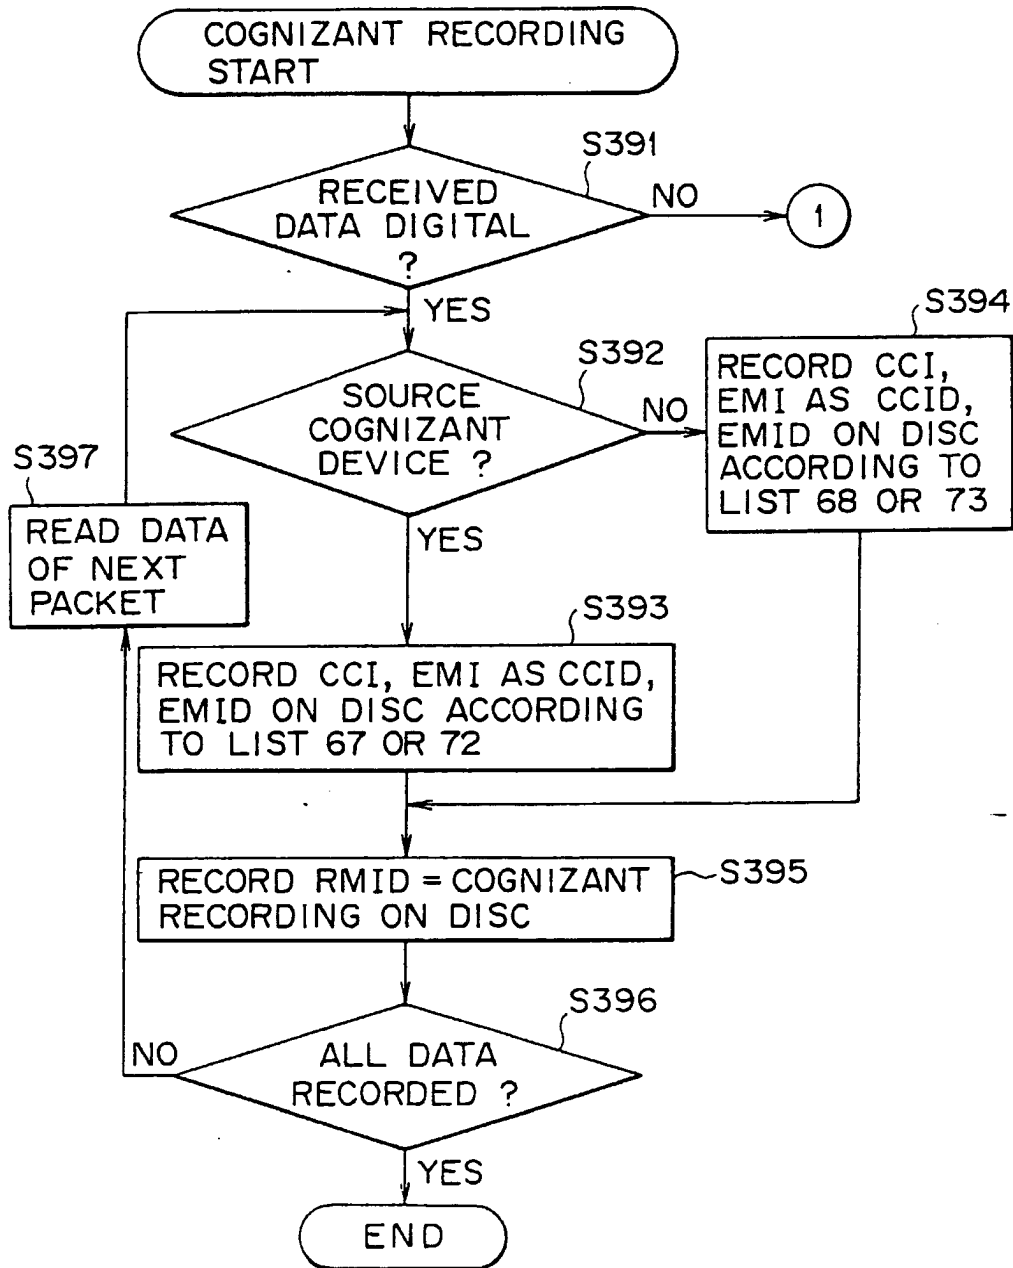 COGNIZANT RECORDING
START
S391
RECEIVED
DATA DIGITAL
?
NO
1
YES
S392
SOURCE
COGNIZANT
DEVICE ?
NO
S394
RECORD CCI,
EMI AS CCID,
EMID ON DISC
ACCORDING TO
LIST 68 OR 73
YES
S397
READ DATA
OF NEXT
PACKET
S393
RECORD CCI, EMI AS CCID,
EMID ON DISC ACCORDING
TO LIST 67 OR 72
RECORD RMID = COGNIZANT
RECORDING ON DISC
S395
S396
ALL DATA
RECORDED ?
NO
YES
END